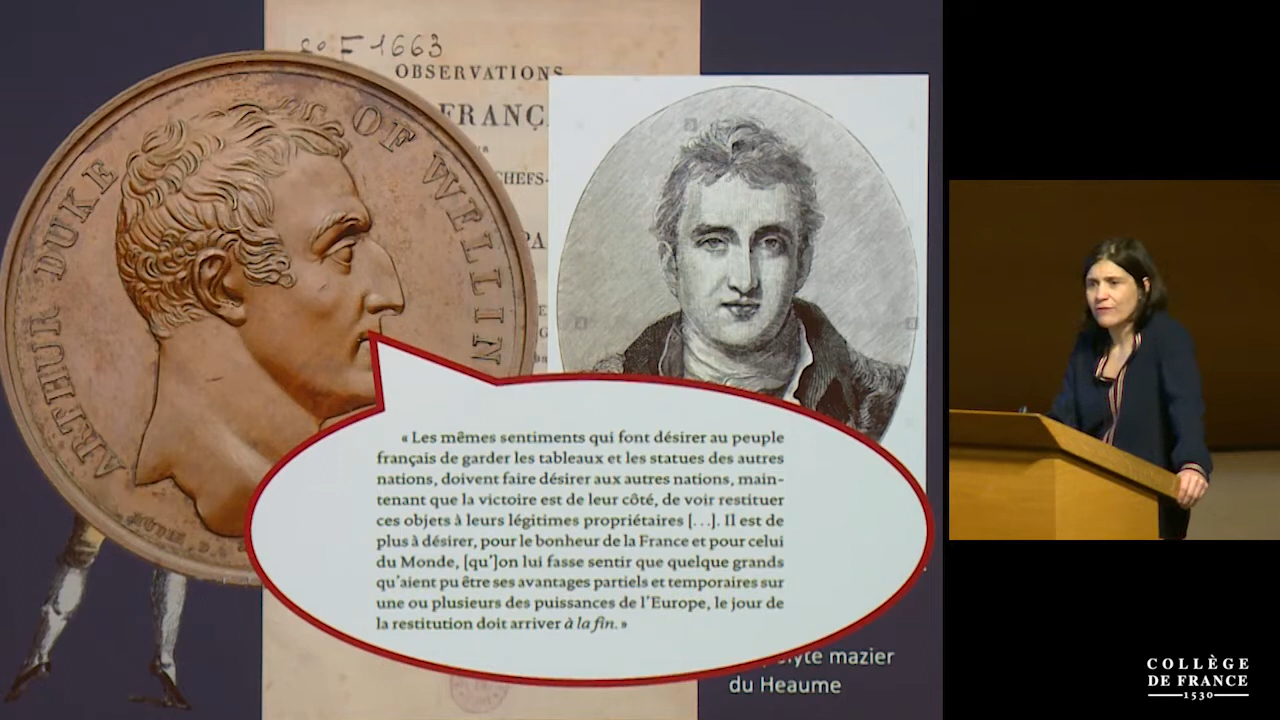 8º F 1663
OBSERVATIONS
FRANÇ
CHEFS-
PA
ARTHUR DUKE OF WELLIN
« Les mêmes sentiments qui font désirer au peuple
français de garder les tableaux et les statues des autres
nations, doivent faire désirer aux autres nations, main-
tenant que la victoire est de leur côté, de voir restituer
ces objets à leurs légitimes propriétaires [...]. Il est de
plus à désirer, pour le bonheur de la France et pour celui
du Monde, [qu']on lui fasse sentir que quelque grands
qu'aient pu être ses avantages partiels et temporaires sur
une ou plusieurs des puissances de l'Europe, le jour de
la restitution doit arriver à la fin. »
lyte mazier
du Heaume
COLLÈGE
DE FRANCE
1530